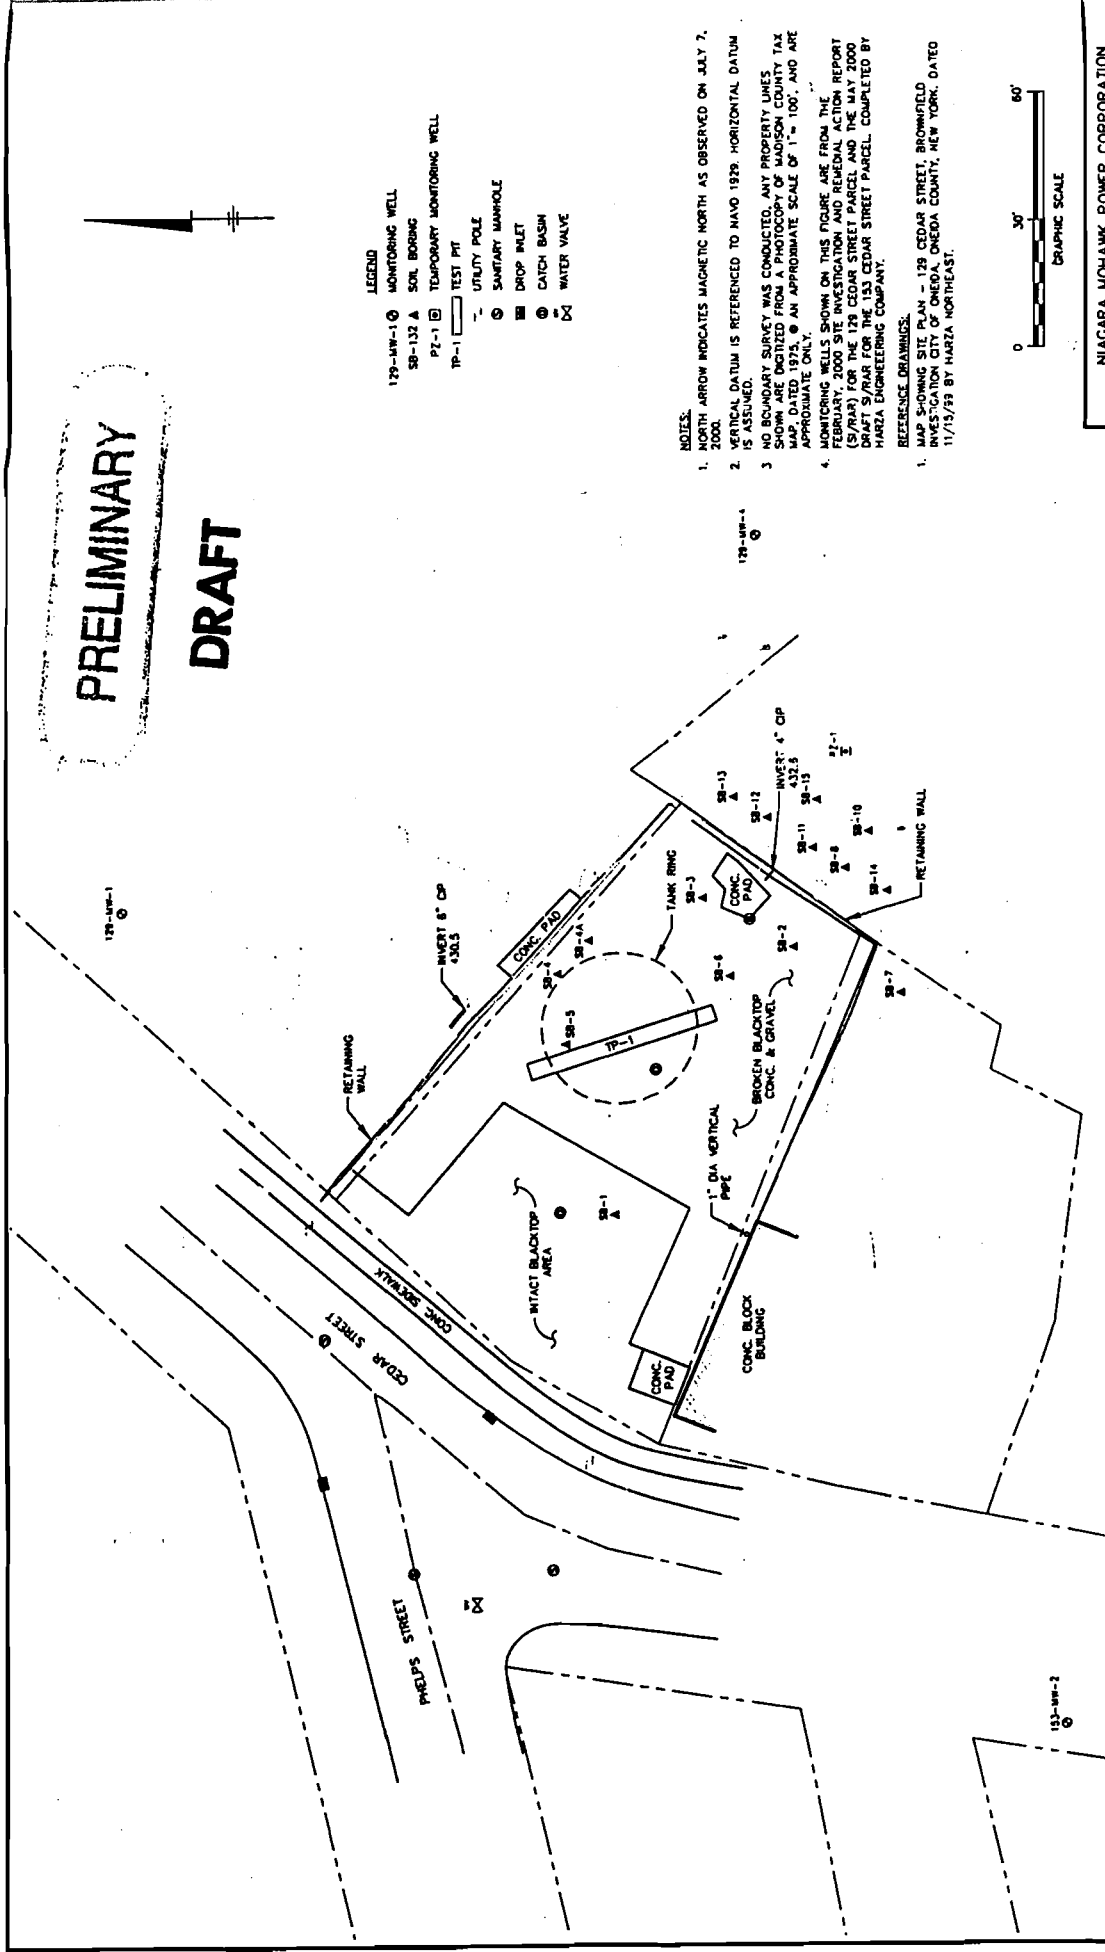 PRELIMINARY
DRAFT
LEGEND
129-MW-1 MONITORING WELL
SB-132 SOIL BORING
PZ-1 TEMPORARY MONITORING WELL
TP-1 TEST PIT
UTILITY POLE
SANITARY MANHOLE
DROP INLET
CATCH BASIN
WATER VALVE
129-MW-1
INVERT 6" CIP
430.5
RETAINING
WALL
CONC. PAD
SB-4
SB-4A
SB-5
TP-1
TANK RING
SB-3
CONC.
PAD
SB-6
SB-2
SB-13
SB-12
INVERT 4" CIP
432.6
SB-15
PZ-1
SB-11
SB-8
SB-10
SB-14
RETAINING WALL
SB-7
129-MW-4
BROKEN BLACKTOP
CONC. & GRAVEL
1" DIA VERTICAL
PIPE
INTACT BLACKTOP
AREA
SB-1
CONC. SIDEWALK
CEDAR STREET
CONC.
PAD
CONC. BLOCK
BUILDING
PHELPS STREET
153-MW-2
NOTES:
1. NORTH ARROW INDICATES MAGNETIC NORTH AS OBSERVED ON JULY 7,
2000.
2. VERTICAL DATUM IS REFERENCED TO NAVD 1929. HORIZONTAL DATUM
IS ASSUMED.
3 NO BOUNDARY SURVEY WAS CONDUCTED, ANY PROPERTY LINES
SHOWN ARE DIGITIZED FROM A PHOTOCOPY OF MADISON COUNTY TAX
MAP, DATED 1975, @ AN APPROXIMATE SCALE OF 1"= 100', AND ARE
APPROXIMATE ONLY.
4. MONITORING WELLS SHOWN ON THIS FIGURE ARE FROM THE
FEBRUARY, 2000 SITE INVESTIGATION AND REMEDIAL ACTION REPORT
(SI/RAR) FOR THE 129 CEDAR STREET PARCEL AND THE MAY 2000
DRAFT SI/RAR FOR THE 153 CEDAR STREET PARCEL COMPLETED BY
HARZA ENGINEERING COMPANY.
REFERENCE DRAWINGS:
1. MAP SHOWING SITE PLAN - 129 CEDAR STREET, BROWNFIELD
INVESTIGATION CITY OF ONEIDA, ONEIDA COUNTY, NEW YORK, DATED
11/15/99 BY HARZA NORTHEAST.
0 30' 60'
GRAPHIC SCALE
NIAGARA MOHAWK POWER CORPORATION